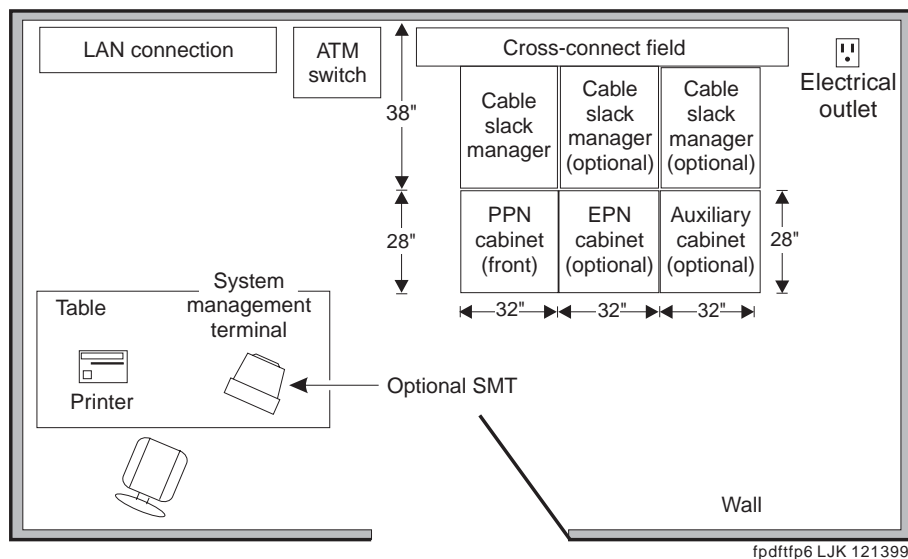 LAN connection
ATM
switch
Cross-connect field
Electrical
outlet
38"
Cable
slack
manager
Cable
slack
manager
(optional)
Cable
slack
manager
(optional)
28"
PPN
cabinet
(front)
EPN
cabinet
(optional)
Auxiliary
cabinet
(optional)
28"
32"
32"
32"
Table
System
management
terminal
Printer
Optional SMT
Wall
fpdftfp6 LJK 121399